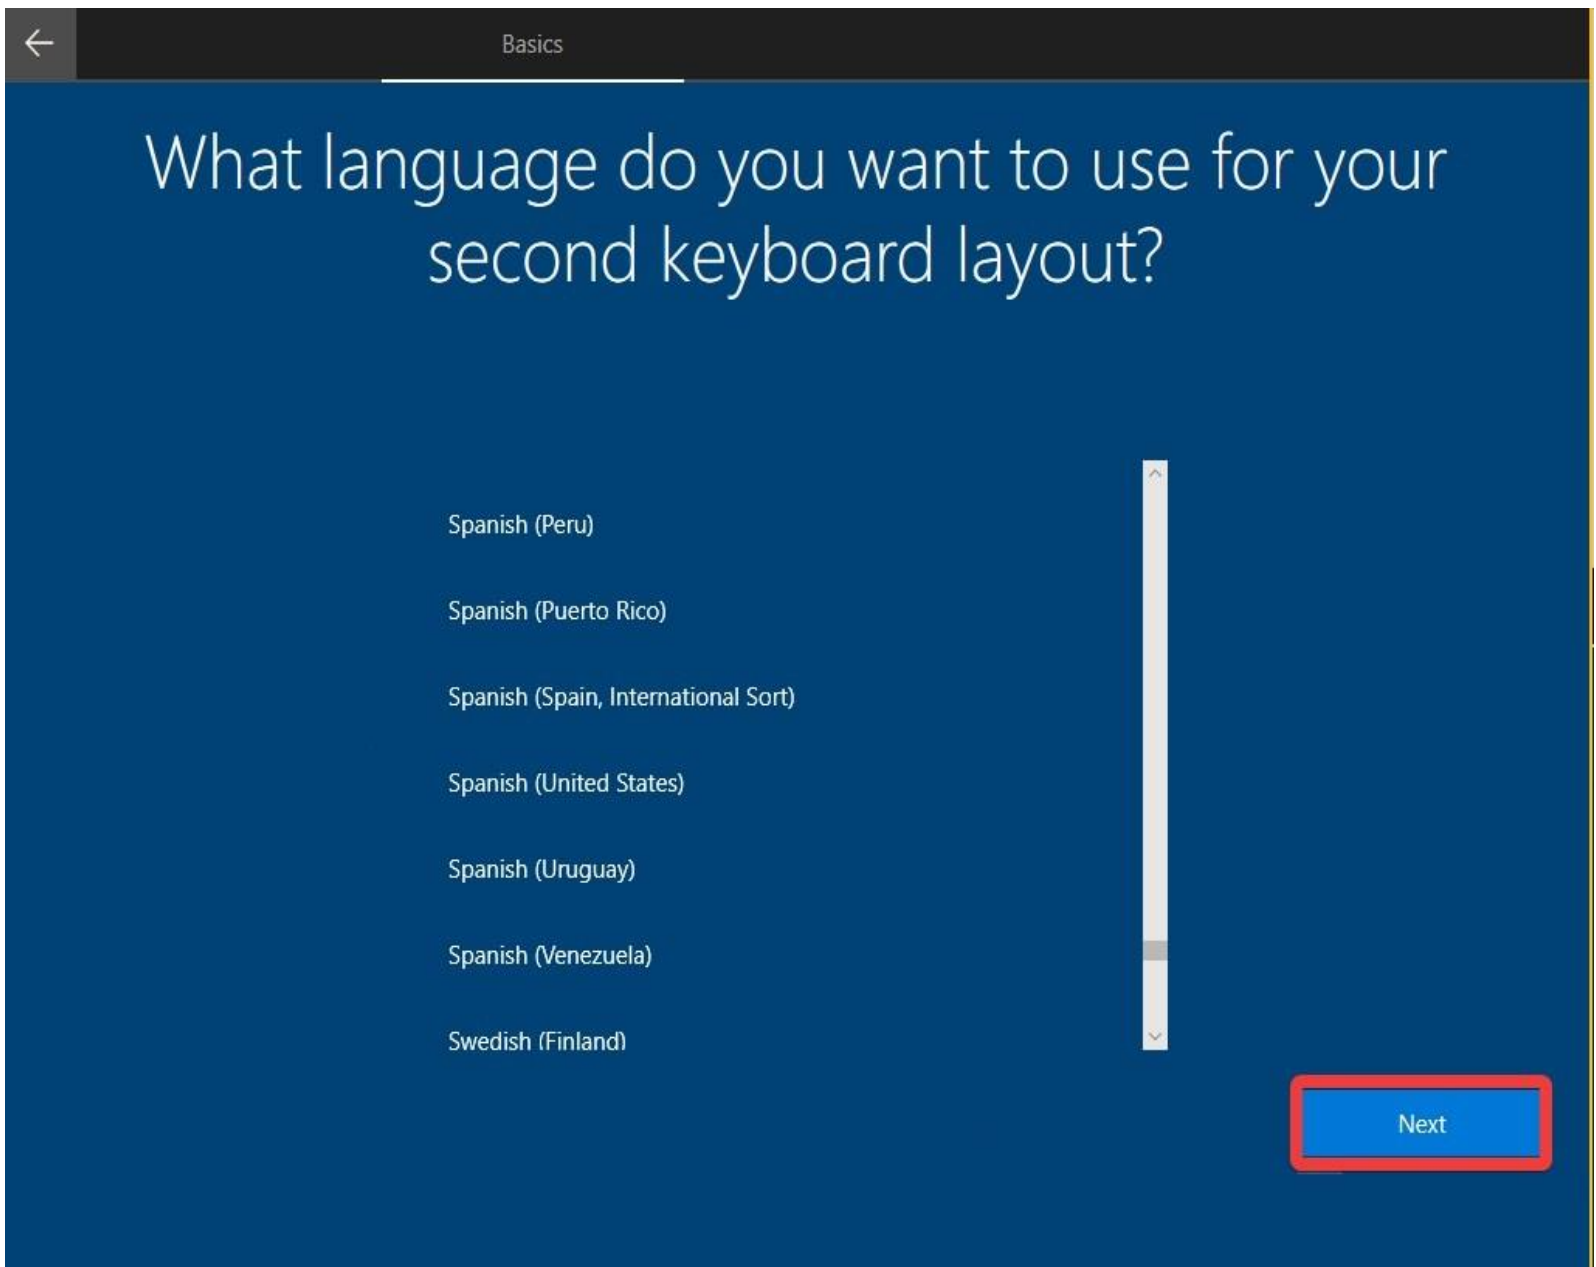 Basics
What language do you want to use for your
second keyboard layout?
Spanish (Peru)
Spanish (Puerto Rico)
Spanish (Spain, International Sort)
Spanish (United States)
Spanish (Uruguay)
Spanish (Venezuela)
Swedish (Finland)
Next